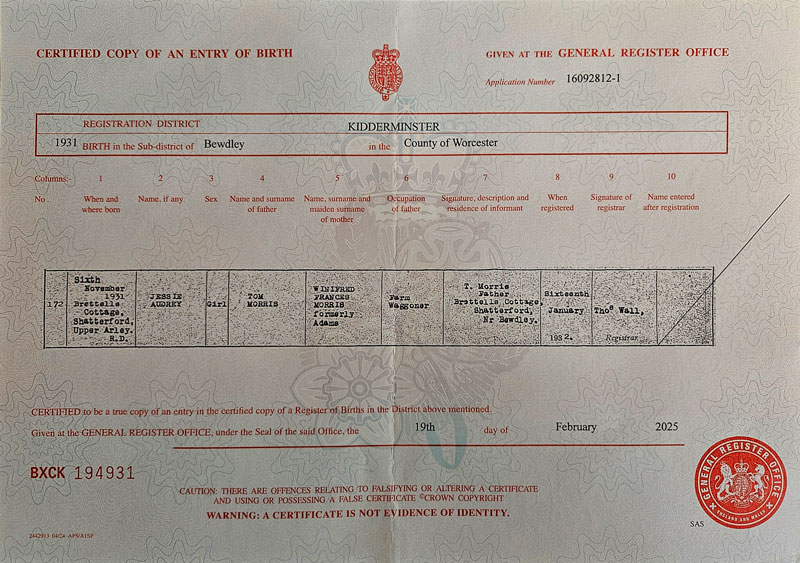 CERTIFIED COPY OF AN ENTRY OF BIRTH
GIVEN AT THE GENERAL REGISTER OFFICE
Application Number 16092812-1
REGISTRATION DISTRICT KIDDERMINSTER
1931 BIRTH in the Sub-district of Bewdley in the County of Worcester
Columns:- 1 2 3 4 5 6 7 8 9 10
No. When and where born Name, if any Sex Name and surname of father Name, surname and maiden surname of mother Occupation of father Signature, description and residence of informant When registered Signature of registrar Name entered after registration
172
Sixth
November
1931
Brettells
Cottage,
Shatterford,
Upper Arley.
R.D.
JESSIE
AUDREY
Girl
TOM
MORRIS
WINIFRED
FRANCES
MORRIS
formerly
Adams
Farm
Waggoner
T. Morris
Father
Brettells Cottage,
Shatterford,
Nr Bewdley.
Sixteenth
January
1932.
Thos Wall,
Registrar
CERTIFIED to be a true copy of an entry in the certified copy of a Register of Births in the District above mentioned.
Given at the GENERAL REGISTER OFFICE, under the Seal of the said Office, the 19th day of February 2025
BXCK 194931
CAUTION: THERE ARE OFFENCES RELATING TO FALSIFYING OR ALTERING A CERTIFICATE
AND USING OR POSSESSING A FALSE CERTIFICATE ©CROWN COPYRIGHT
WARNING: A CERTIFICATE IS NOT EVIDENCE OF IDENTITY.
GENERAL REGISTER OFFICE
ENGLAND AND WALES
SAS